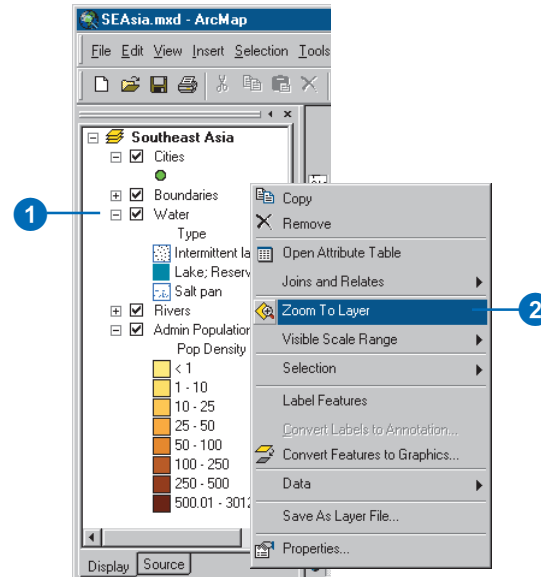 SEAsia.mxd - ArcMap
File Edit View Insert Selection Tools
Southeast Asia
Cities
Boundaries
1
Water
Type
Intermittent la
Lake; Reserv
Salt pan
Rivers
Admin Population
Pop Density
< 1
1 - 10
10 - 25
25 - 50
50 - 100
100 - 250
250 - 500
500.01 - 3012
Display Source
Copy
Remove
Open Attribute Table
Joins and Relates
Zoom To Layer
2
Visible Scale Range
Selection
Label Features
Convert Labels to Annotation...
Convert Features to Graphics...
Data
Save As Layer File...
Properties...